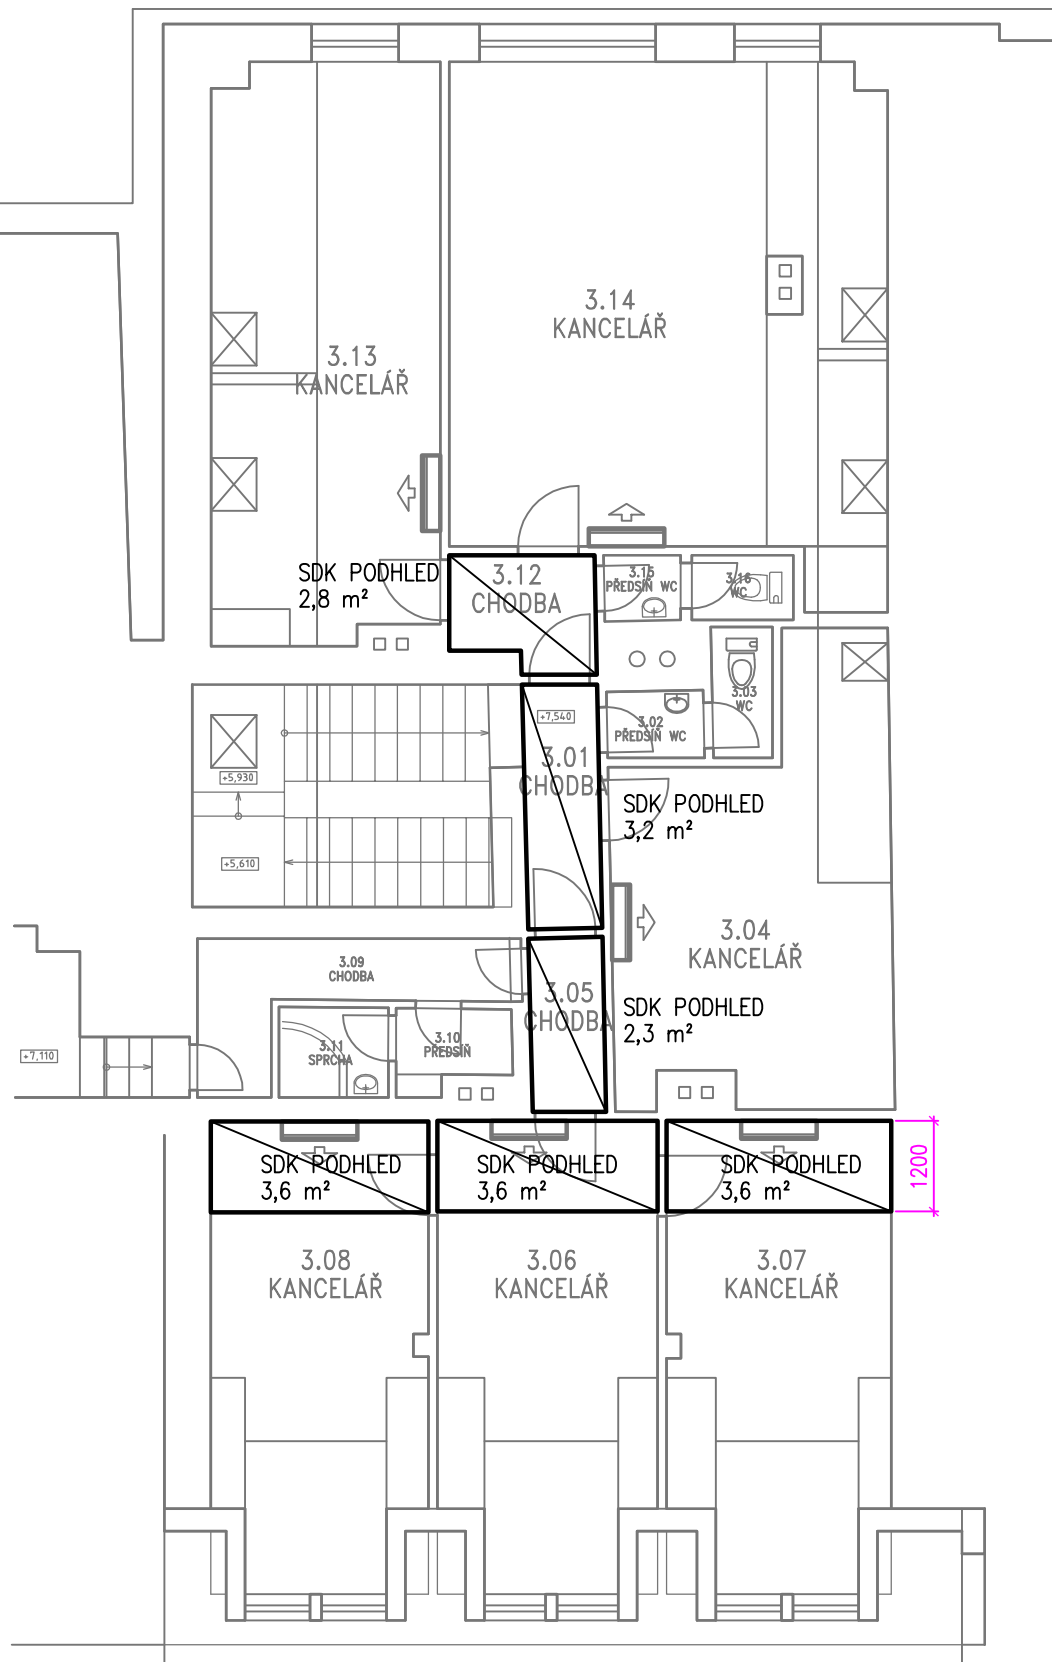 3.14
KANCELÁŘ
3.13
KANCELÁŘ
SDK PODHLED
2,8 m²
3.12
CHODBA
3.15
PŘEDSÍŇ WC
3.16
WC
3.03
WC
3.02
PŘEDSÍŇ WC
+7,540
3.01
CHODBA
+5,930
SDK PODHLED
3,2 m²
+5,610
3.04
KANCELÁŘ
3.09
CHODBA
3.05
CHODBA
SDK PODHLED
2,3 m²
3.11
SPRCHA
3.10
PŘEDSÍŇ
+7,110
SDK PODHLED
3,6 m²
SDK PODHLED
3,6 m²
SDK PODHLED
3,6 m²
1200
3.08
KANCELÁŘ
3.06
KANCELÁŘ
3.07
KANCELÁŘ